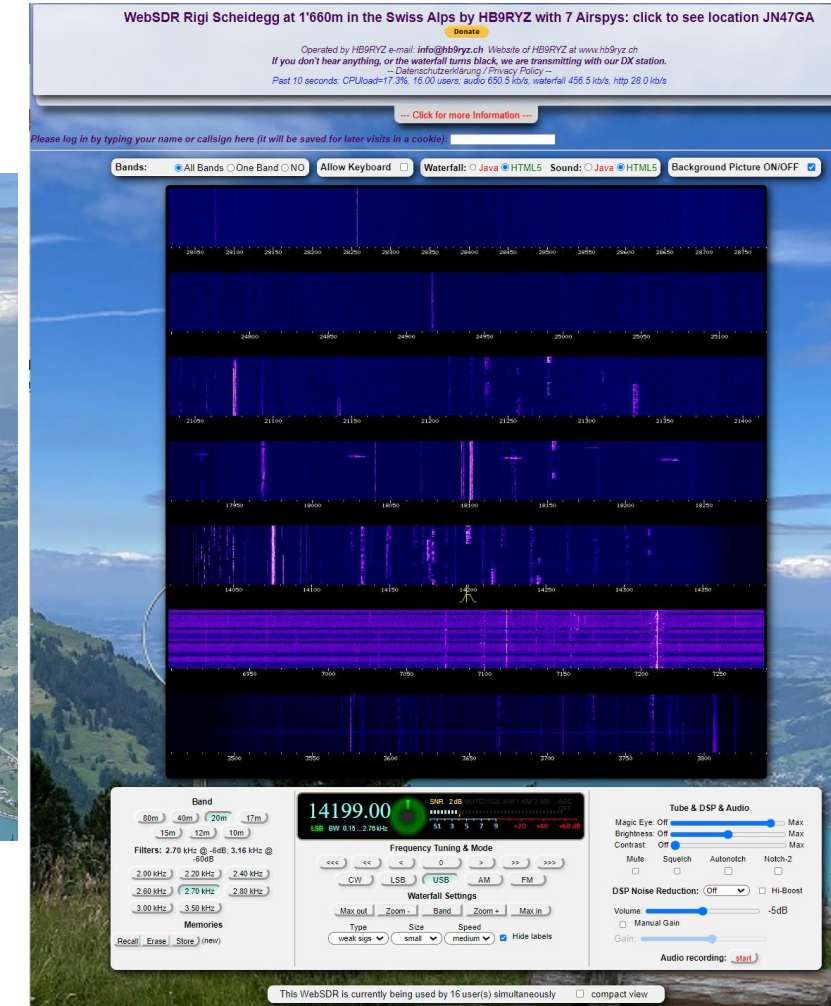 WebSDR Rigi Scheidegg at 1'660m in the Swiss Alps by HB9RYZ with 7 Airspys: click to see location JN47GA
Donate
Operated by HB9RYZ e-mail: info@hb9ryz.ch Website of HB9RYZ at www.hb9ryz.ch
If you don't hear anything, or the waterfall turns black, we are transmitting with our DX station.
-- Datenschutzerklärung / Privacy Policy --
Past 10 seconds: CPUload=17.3%, 16.00 users; audio 650.5 kb/s, waterfall 456.5 kb/s, http 28.0 kb/s
--- Click for more Information ---
Please log in by typing your name or callsign here (it will be saved for later visits in a cookie):
Bands: All Bands One Band NO Allow Keyboard Waterfall: Java HTML5 Sound: Java HTML5 Background Picture ON/OFF
28050 28100 28150 28200 28250 28300 28350 28400 28450 28500 28550 28600 28650 28700 28750
24800 24850 24900 24950 25000 25050 25100
21050 21100 21150 21200 21250 21300 21350 21400
17950 18000 18050 18100 18150 18200 18250
14050 14100 14150 14200 14250 14300 14350
6950 7000 7050 7100 7150 7200 7250
3500 3550 3600 3650 3700 3750 3800
Band
80m 40m 20m 17m
15m 12m 10m
Filters: 2.70 kHz @ -6dB; 3.16 kHz @
-60dB
2.00 kHz 2.20 kHz 2.40 kHz
2.60 kHz 2.70 kHz 2.80 kHz
3.00 kHz 3.50 kHz
Memories
Recall Erase Store (new)
14199.00
LSB BW 0.15...2.76 kHz
SNR 2dB MUTED SQL ANF1 ANF2 NR AGC OFF
S1 3 5 7 9 +20 +40 +60 dB
Frequency Tuning & Mode
<<< << < 0 > >> >>>
CW LSB USB AM FM
Waterfall Settings
Max out Zoom - Band Zoom + Max in
Type Size Speed
weak sigs small medium Hide labels
Tube & DSP & Audio
Magic Eye: Off Max
Brightness: Off Max
Contrast: Off Max
Mute Squelch Autonotch Notch-2
DSP Noise Reduction: Off Hi-Boost
Volume: -5dB
Manual Gain
Gain:
Audio recording: start
This WebSDR is currently being used by 16 user(s) simultaneously compact view